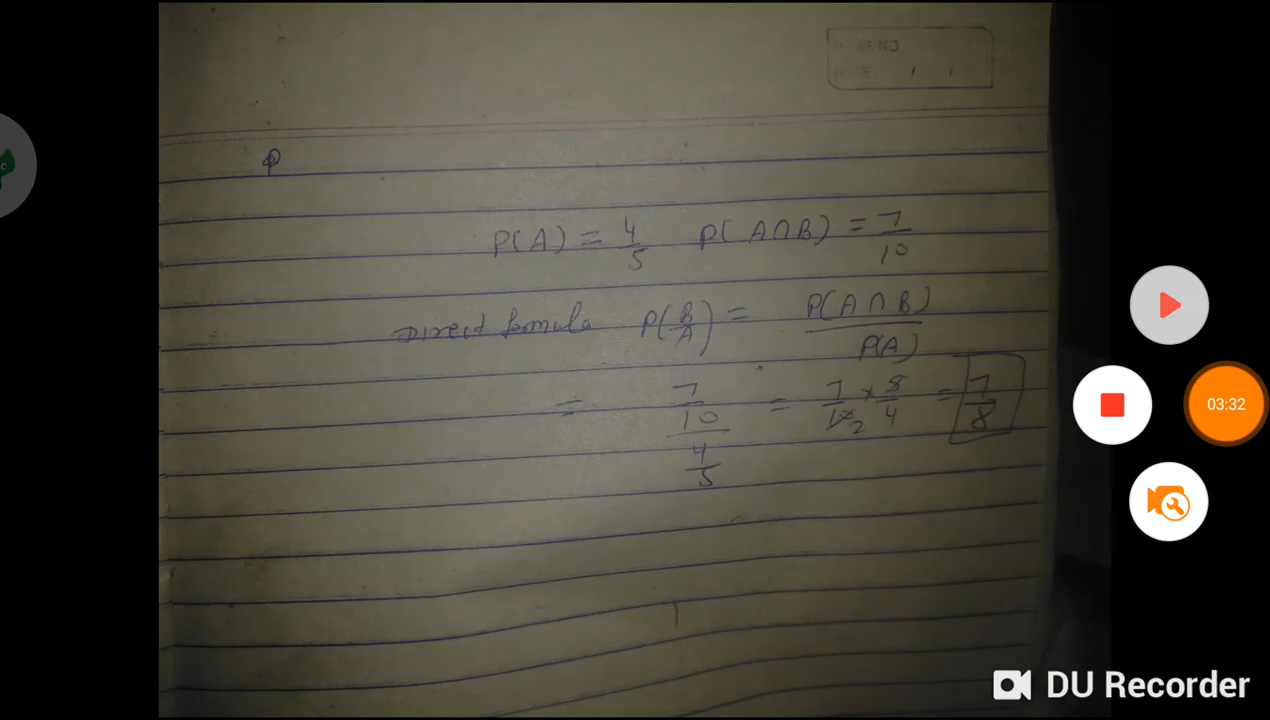 P
P(A) = 4/5 P(A∩B) = 7/10
Direct formula P(B/A) = P(A∩B)/P(A)
= 7/10 / 4/5 = 7/10 2 × 5/4 = 7/8
03:32
DU Recorder